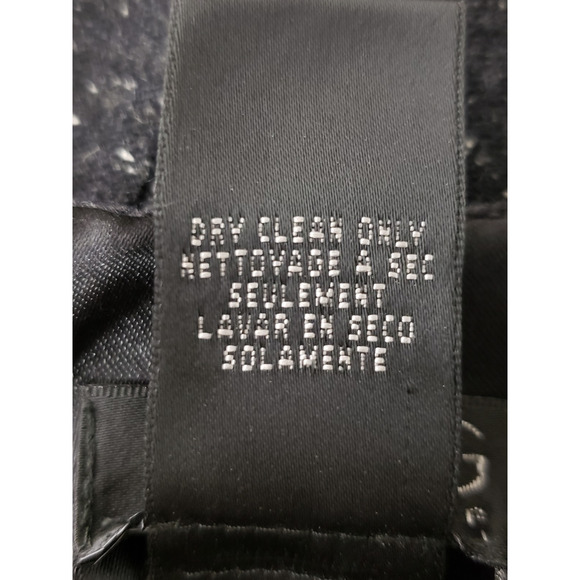 DRY CLEAN ONLY
NETTOYAGE A SEC
SEULEMENT
LAVAR EN SECO
SOLAMENTE